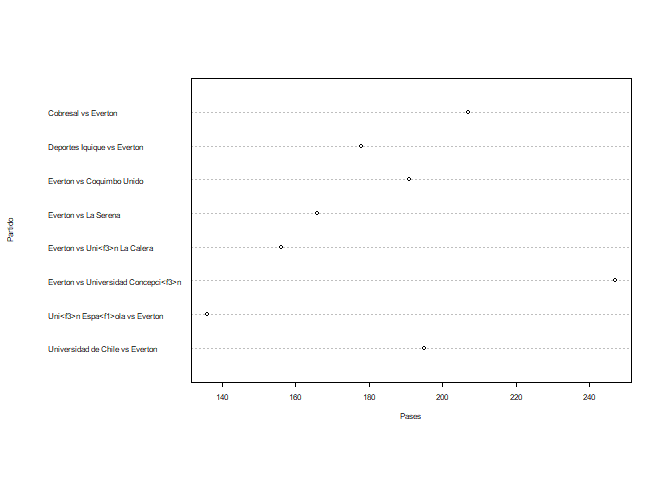 Cobresal vs Everton
Deportes Iquique vs Everton
Everton vs Coquimbo Unido
Everton vs La Serena
Everton vs Uni<f3>n La Calera
Everton vs Universidad Concepci<f3>n
Uni<f3>n Espa<f1>ola vs Everton
Universidad de Chile vs Everton
Partido
140 160 180 200 220 240
Pases